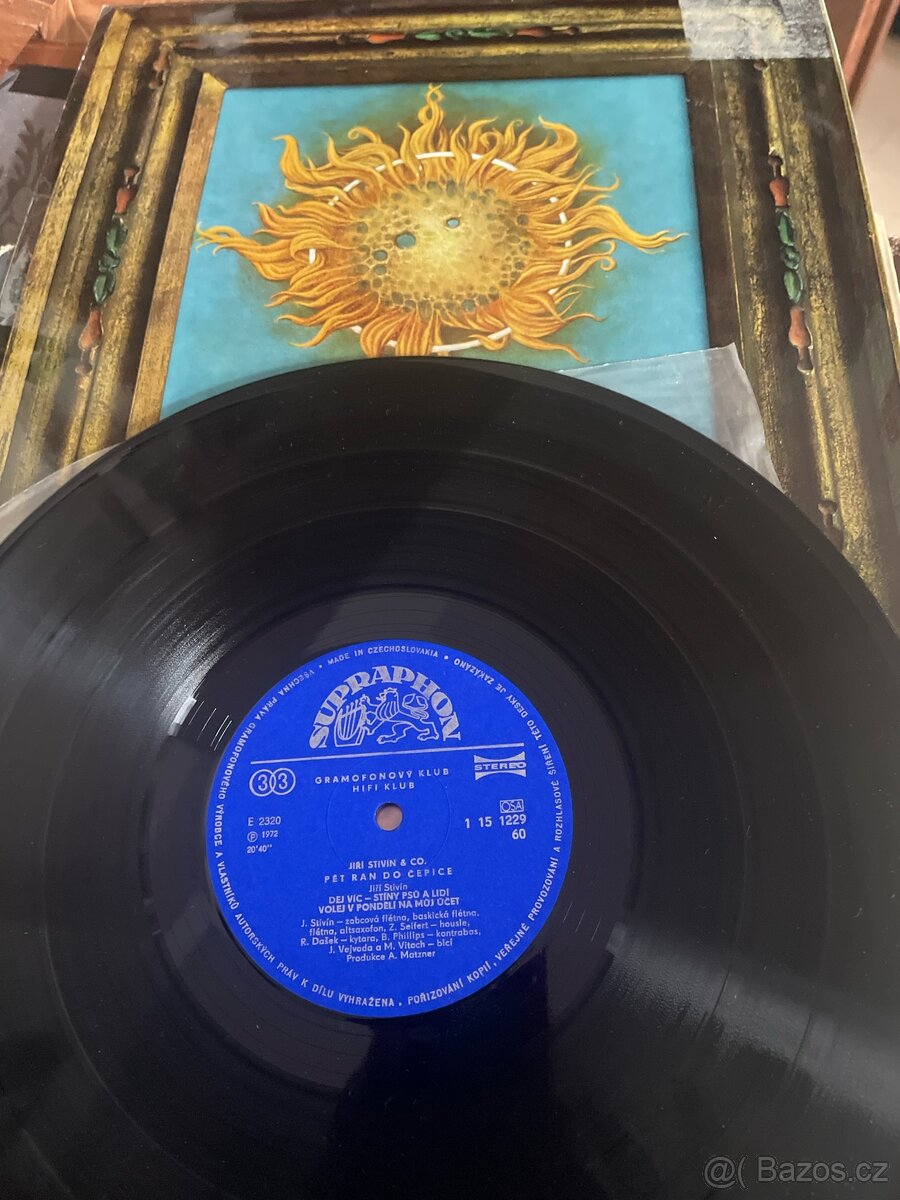 SUPRAPHON
33
GRAMOFONOVÝ KLUB
HIFI KLUB
STEREO
E 2320
Ⓟ 1972
20'40''
OSA
1 15 1229
60
JIŘÍ STIVÍN & CO.
PĚT RAN DO ČEPICE
Jiří Stivín
DEJ VÍC – STÍNY PSŮ A LIDÍ
VOLEJ V PONDĚLÍ NA MŮJ ÚČET
J. Stivín – zobcová flétna, baskická flétna,
flétna, altsaxofon, Z. Seifert – housle,
R. Dašek – kytara, B. Phillips – kontrabas,
J. Vejvoda a M. Vitoch – bicí
Produkce A. Matzner
• MADE IN CZECHOSLOVAKIA •
VŠECHNA PRÁVA GRAMOFONOVÉHO VÝROBCE A VLASTNÍKŮ AUTORSKÝCH PRÁV K DÍLU VYHRAŽENA. POŘIZOVÁNÍ KOPIÍ, VEŘEJNÉ PROVOZOVÁNÍ A ROZHLASOVÉ ŠÍŘENÍ TÉTO DESKY JE ZAKÁZÁNO
@( Bazos.cz